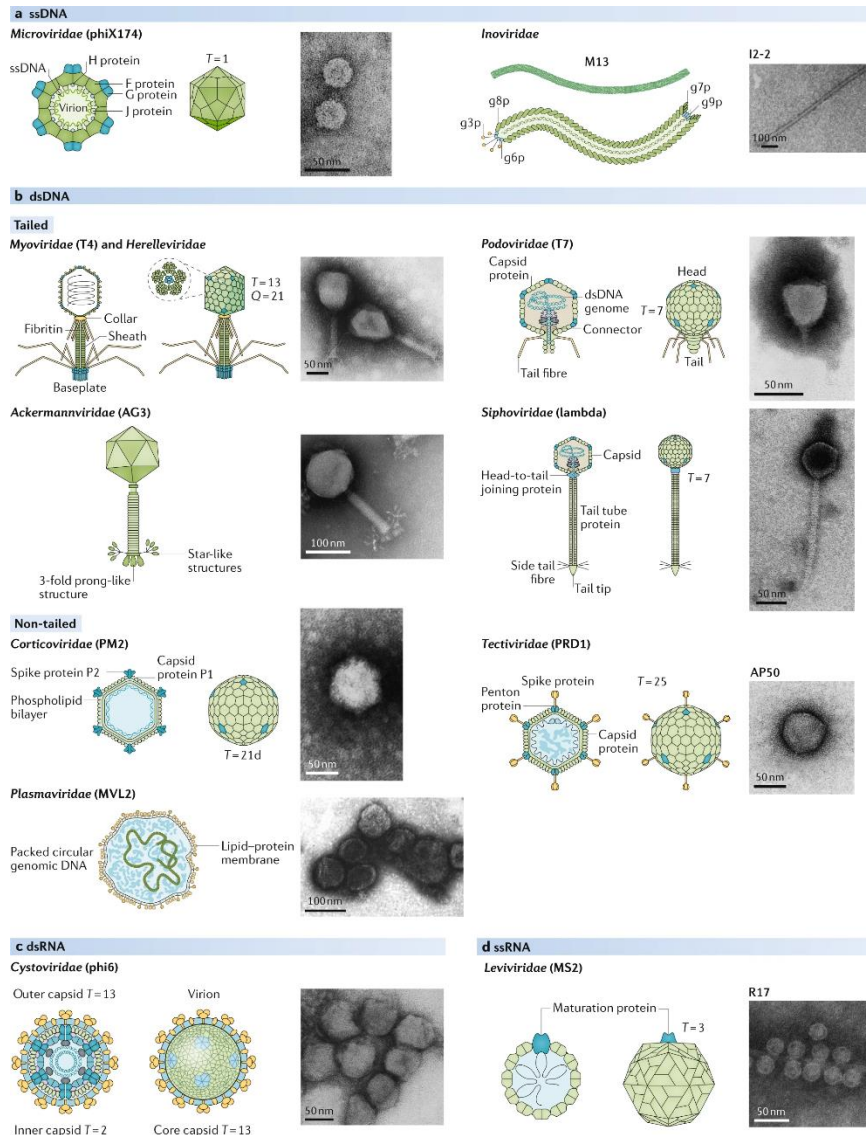 a ssDNA
Microviridae (phiX174)
H protein
ssDNA
F protein
G protein
Virion
J protein
T=1
50 nm
Inoviridae
M13
g7p
g8p
g9p
g3p
g6p
I2-2
100 nm
b dsDNA
Tailed
Myoviridae (T4) and Herelleviridae
T=13
Q=21
Collar
Fibritin
Sheath
Baseplate
50 nm
Podoviridae (T7)
Capsid
protein
Head
dsDNA
genome
T=7
Connector
Tail fibre
Tail
50 nm
Ackermannviridae (AG3)
Star-like
structures
3-fold prong-like
structure
100 nm
Siphoviridae (lambda)
Capsid
Head-to-tail
joining protein
T=7
Tail tube
protein
Side tail
fibre
Tail tip
50 nm
Non-tailed
Corticoviridae (PM2)
Spike protein P2
Capsid
protein P1
Phospholipid
bilayer
T=21d
50 nm
Tectiviridae (PRD1)
Spike protein
T=25
Penton
protein
Capsid
protein
AP50
50 nm
Plasmaviridae (MVL2)
Packed circular
genomic DNA
Lipid–protein
membrane
100 nm
c dsRNA
Cystoviridae (phi6)
Outer capsid T=13
Virion
Inner capsid T=2
Core capsid T=13
50 nm
d ssRNA
Leviviridae (MS2)
Maturation protein
T=3
R17
50 nm